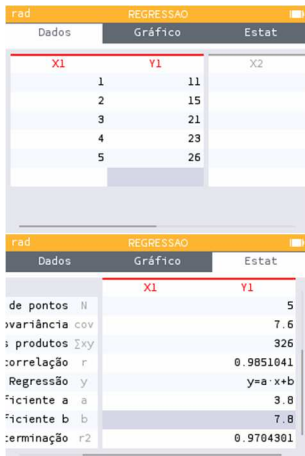 rad REGRESSAO
Dados Gráfico Estat
X1 Y1 X2
1 11
2 15
3 21
4 23
5 26
rad REGRESSAO
Dados Gráfico Estat
X1 Y1
de pontos N 5
ovariância cov 7.6
s produtos ∑xy 326
correlação r 0.9851041
Regressão y y=a·x+b
ficiente a a 3.8
ficiente b b 7.8
terminação r2 0.9704301